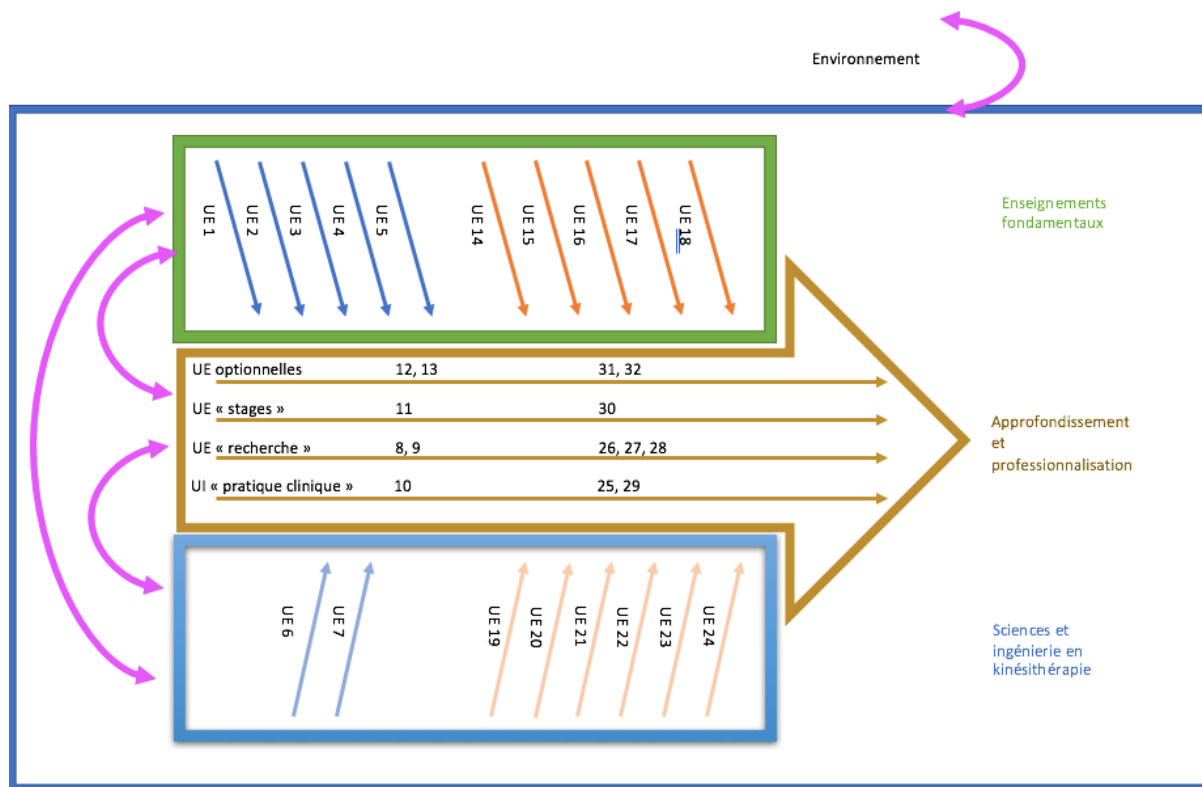 Environnement
UE 1
UE 2
UE 3
UE 4
UE 5
UE 14
UE 15
UE 16
UE 17
UE 18
Enseignements
fondamentaux
UE optionnelles 12, 13 31, 32
UE « stages » 11 30
UE « recherche » 8, 9 26, 27, 28
UI « pratique clinique » 10 25, 29
Approfondissement
et
professionnalisation
UE 6
UE 7
UE 19
UE 20
UE 21
UE 22
UE 23
UE 24
Sciences et
ingénierie en
kinésithérapie